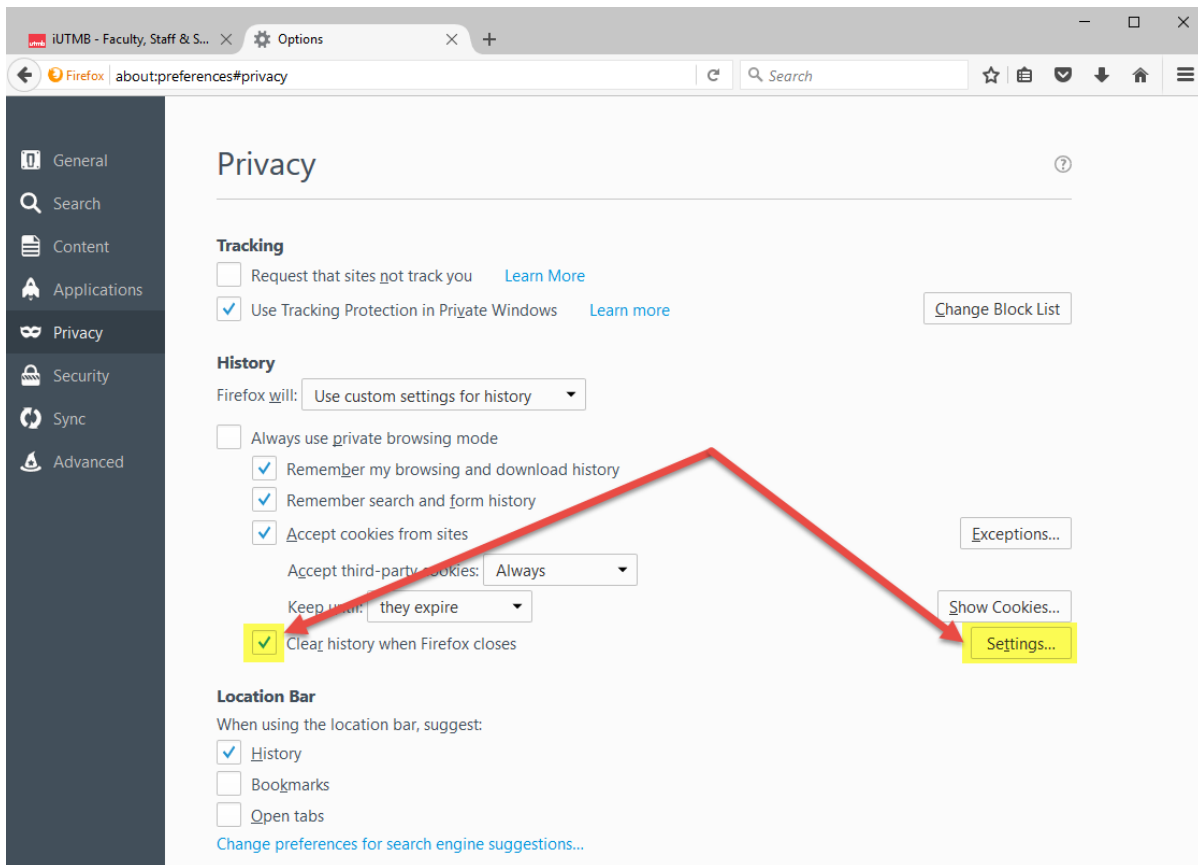 iUTMB - Faculty, Staff & S...
Options
Firefox about:preferences#privacy
Search
General
Search
Content
Applications
Privacy
Security
Sync
Advanced
Privacy
Tracking
Request that sites not track you Learn More
Use Tracking Protection in Private Windows Learn more Change Block List
History
Firefox will: Use custom settings for history
Always use private browsing mode
Remember my browsing and download history
Remember search and form history
Accept cookies from sites Exceptions...
Accept third-party cookies: Always
Keep until: they expire Show Cookies...
Clear history when Firefox closes Settings...
Location Bar
When using the location bar, suggest:
History
Bookmarks
Open tabs
Change preferences for search engine suggestions...